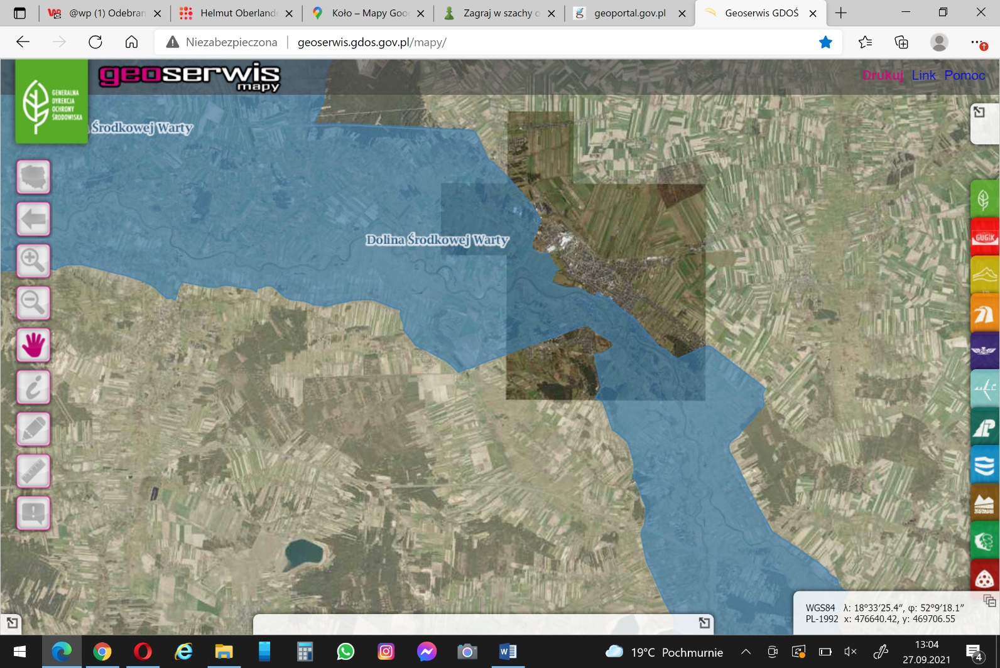 @wp (1) Odebran
Helmut Oberlande
Koło – Mapy Goo
Zagraj w szachy o
geoportal.gov.pl
Geoserwis GDOŚ
Niezabezpieczona
geoserwis.gdos.gov.pl/mapy/
GENERALNA
DYREKCJA
OCHRONY
ŚRODOWISKA
geoserwis
mapy
Drukuj Link Pomoc
Środkowej Warty
Dolina Środkowej Warty
GUGiK
WGS84 λ: 18°33'25.4", φ: 52°9'18.1"
PL-1992 x: 476640.42, y: 469706.55
19°C Pochmurnie
13:04
27.09.2021
4